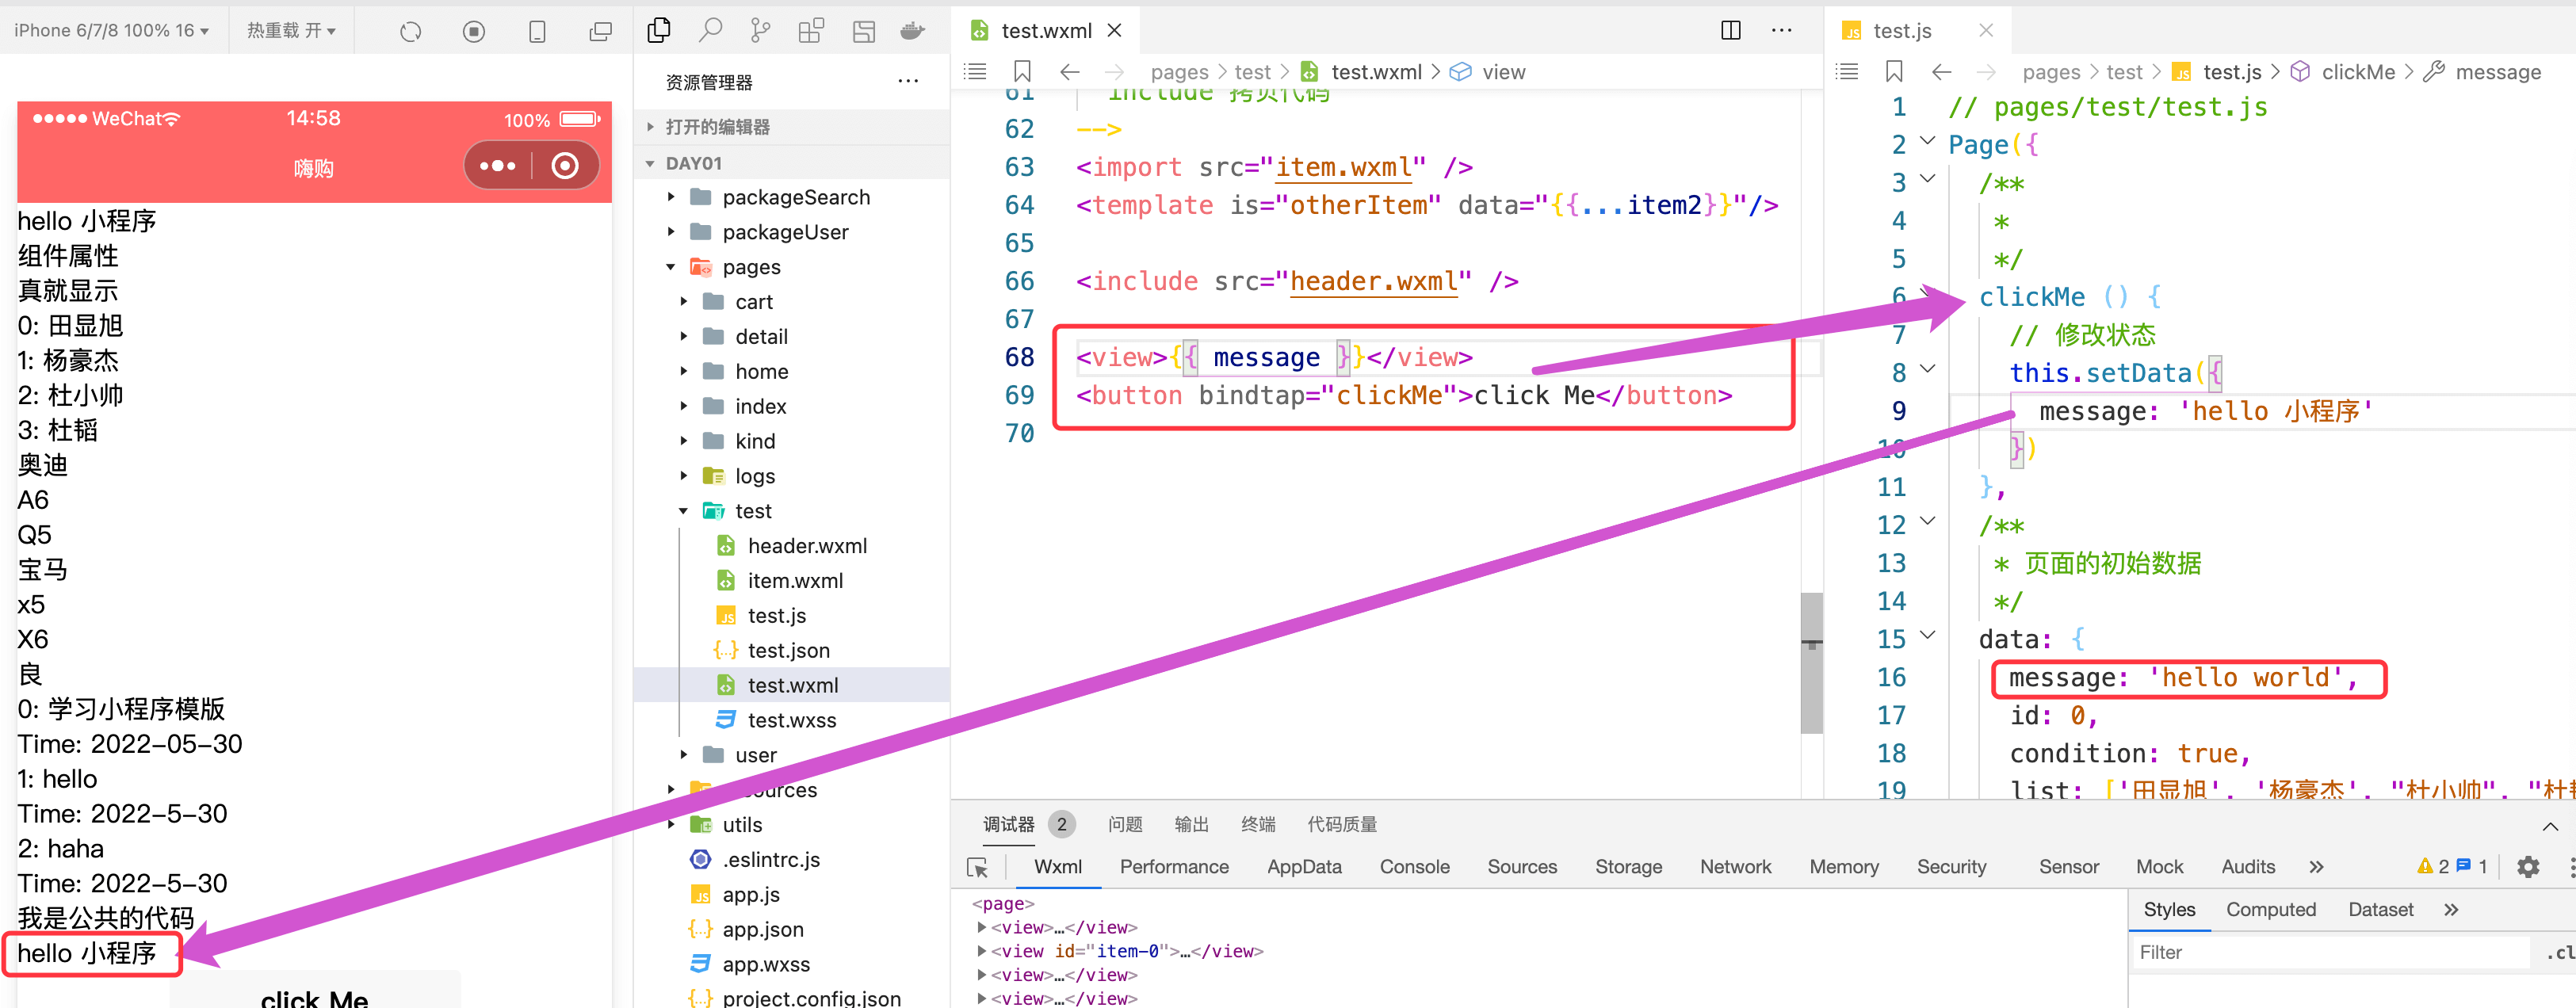 iPhone 6/7/8 100% 16
热重载 开
WeChat
14:58
100%
嗨购
hello 小程序
组件属性
真就显示
0: 田显旭
1: 杨豪杰
2: 杜小帅
3: 杜韬
奥迪
A6
Q5
宝马
x5
X6
良
0: 学习小程序模版
Time: 2022-05-30
1: hello
Time: 2022-5-30
2: haha
Time: 2022-5-30
我是公共的代码
hello 小程序
click Me
资源管理器
打开的编辑器
DAY01
packageSearch
packageUser
pages
cart
detail
home
index
kind
logs
test
header.wxml
item.wxml
test.js
test.json
test.wxml
test.wxss
user
utils
.eslintrc.js
app.js
app.json
app.wxss
project.config.json
test.wxml
pages > test > test.wxml > view
61 include 拷贝代码
62 -->
63 <import src="item.wxml" />
64 <template is="otherItem" data="{{...item2}}"/>
65
66 <include src="header.wxml" />
67
68 <view>{{ message }}</view>
69 <button bindtap="clickMe">click Me</button>
70
test.js
pages > test > test.js > clickMe > message
1 // pages/test/test.js
2 Page({
3 /**
4 *
5 */
6 clickMe () {
7 // 修改状态
8 this.setData({
9 message: 'hello 小程序'
10 })
11 },
12 /**
13 * 页面的初始数据
14 */
15 data: {
16 message: 'hello world',
17 id: 0,
18 condition: true,
19 list: ['田显旭', '杨豪杰', "杜小帅", "杜韬
调试器 2 问题 输出 终端 代码质量
Wxml Performance AppData Console Sources Storage Network Memory Security Sensor Mock Audits » 2 1
<page>
<view>…</view>
<view id="item-0">…</view>
<view>…</view>
<view>…</view>
Styles Computed Dataset »
Filter .cl